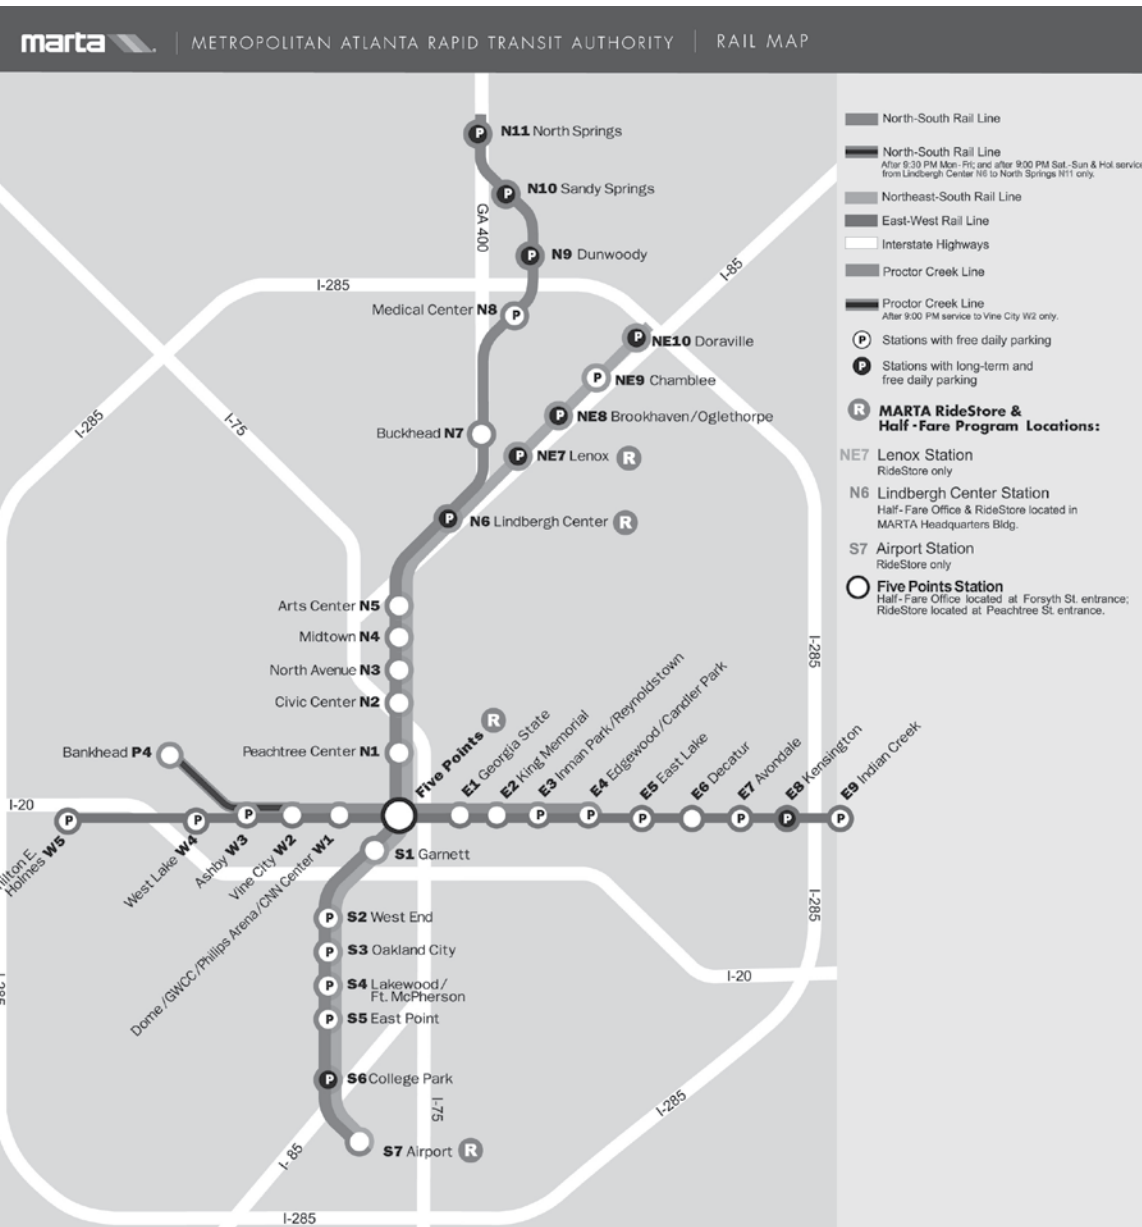 marta METROPOLITAN ATLANTA RAPID TRANSIT AUTHORITY RAIL MAP
N11 North Springs
N10 Sandy Springs
GA 400
N9 Dunwoody
I-85
I-285
Medical Center N8
NE10 Doraville
NE9 Chamblee
NE8 Brookhaven/Oglethorpe
I-285
I-75
Buckhead N7
NE7 Lenox R
N6 Lindbergh Center R
Arts Center N5
Midtown N4
North Avenue N3
Civic Center N2
I-285
Peachtree Center N1
Bankhead P4
Five Points R
E1 Georgia State
E2 King Memorial
E3 Inman Park/Reynoldstown
E4 Edgewood/Candler Park
E5 East Lake
E6 Decatur
E7 Avondale
E8 Kensington
E9 Indian Creek
I-20
Holmes W5
West Lake W4
Ashby W3
Vine City W2
Dome/GWCC/Philips Arena/CNN Center W1
S1 Garnett
I-285
S2 West End
S3 Oakland City
S4 Lakewood/
Ft. McPherson
I-20
S5 East Point
S6 College Park
I-75
I-285
S7 Airport R
I-85
I-285
North-South Rail Line
North-South Rail Line
After 9:30 PM Mon-Fri; and after 9:00 PM Sat.-Sun & Hol. service
from Lindbergh Center N6 to North Springs N11 only.
Northeast-South Rail Line
East-West Rail Line
Interstate Highways
Proctor Creek Line
Proctor Creek Line
After 9:00 PM service to Vine City W2 only.
P Stations with free daily parking
P Stations with long-term and
free daily parking
R MARTA RideStore &
Half-Fare Program Locations:
NE7 Lenox Station
RideStore only
N6 Lindbergh Center Station
Half-Fare Office & RideStore located in
MARTA Headquarters Bldg.
S7 Airport Station
RideStore only
Five Points Station
Half-Fare Office located at Forsyth St. entrance;
RideStore located at Peachtree St. entrance.